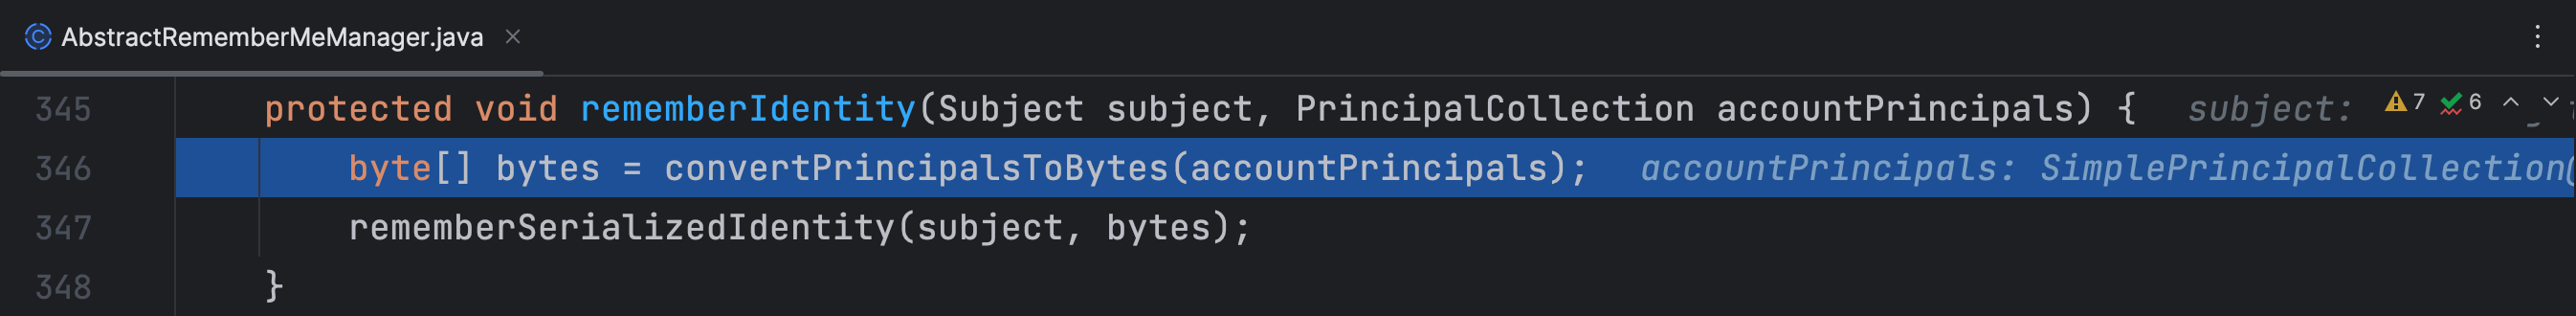 AbstractRememberMeManager.java
345 protected void rememberIdentity(Subject subject, PrincipalCollection accountPrincipals) { subject: 7 6
346 byte[] bytes = convertPrincipalsToBytes(accountPrincipals); accountPrincipals: SimplePrincipalCollection@
347 rememberSerializedIdentity(subject, bytes);
348 }